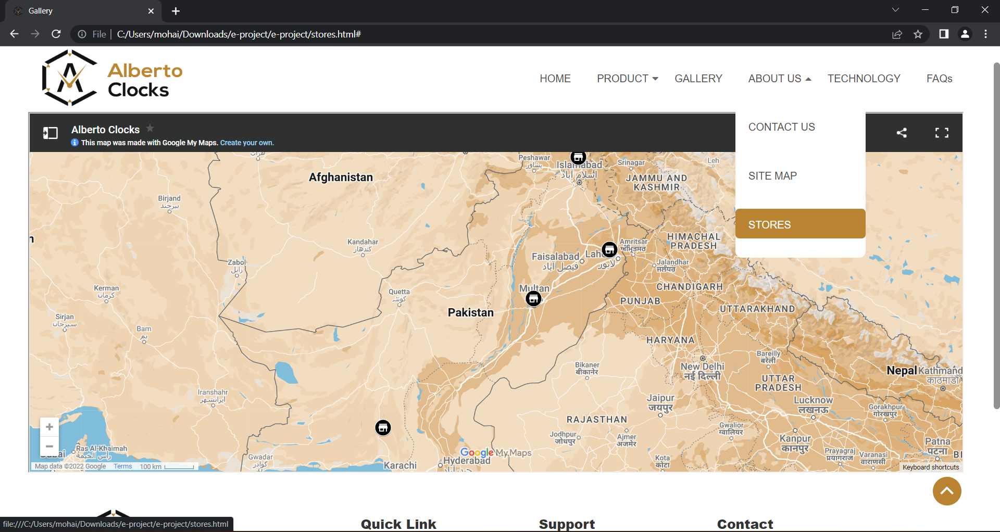 Gallery
File | C:/Users/mohai/Downloads/e-project/e-project/stores.html#
Alberto
Clocks
HOME
PRODUCT
GALLERY
ABOUT US
TECHNOLOGY
FAQs
CONTACT US
SITE MAP
STORES
Alberto Clocks
This map was made with Google My Maps. Create your own.
Peshawar
پشاور
Islamabad
اسلام آباد
Srinagar
Leh
JAMMU AND
KASHMIR
Afghanistan
Birjand
بیرجند
Kandahar
کندهار
Amritsar
ਅੰਮ੍ਰਿਤਸਰ
HIMACHAL
PRADESH
Faisalabad
فیصل آباد
Lah
لاہور
Jalandhar
ਜਲੰਧਰ
Zabol
زابل
Kerman
کرمان
Quetta
کوئٹہ
Multan
CHANDIGARH
PUNJAB
UTTARAKHAND
Pakistan
Sirjan
سیرجان
Bam
بم
HARYANA
Bareilly
बरेली
Bikaner
बीकानेर
New Delhi
नई दिल्ली
Nepal
Kathmand
काठमाडौं
UTTAR
PRADESH
Iranshahr
ایرانشهر
Jaipur
जयपुर
Lucknow
लखनऊ
Gorakhpur
गोरखपुर
RAJASTHAN
Jodhpur
जोधपुर
Ajmer
अजमेर
Gwalior
ग्वालियर
Kanpur
कानपुर
Patna
पटना
Prayagraj
प्रयागराज
Varanasi
वाराणसी
BI
Kota
कोटा
Ras Al-Khaimah
رأس الخيمة
Gwadar
گوادر
Karachi
Hyderabad
Google My Maps
Map data ©2022 Google
Terms
100 km
Keyboard shortcuts
Quick Link
Support
Contact
file:///C:/Users/mohai/Downloads/e-project/e-project/stores.html